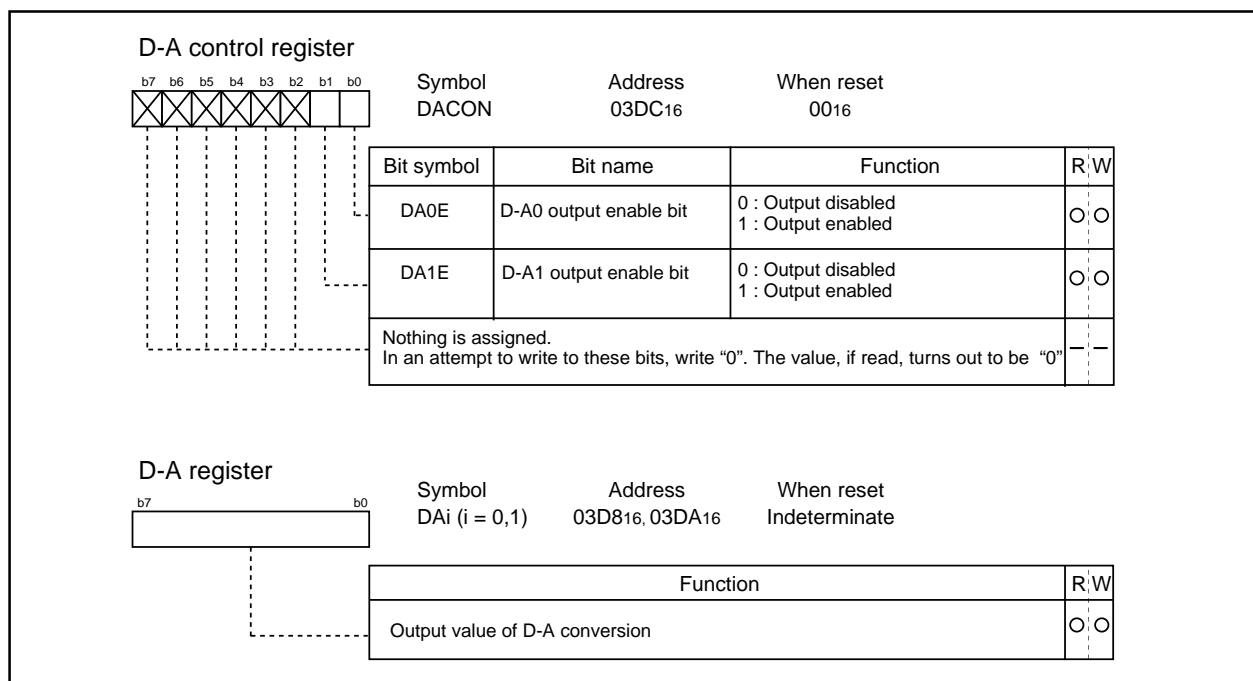 D-A control register
b7 b6 b5 b4 b3 b2 b1 b0
Symbol Address When reset
DACON 03DC16 0016
Bit symbol Bit name Function R W
DA0E D-A0 output enable bit 0 : Output disabled
1 : Output enabled
DA1E D-A1 output enable bit 0 : Output disabled
1 : Output enabled
Nothing is assigned.
In an attempt to write to these bits, write “0”. The value, if read, turns out to be “0”
D-A register
b7 b0
Symbol Address When reset
DAi (i = 0,1) 03D816, 03DA16 Indeterminate
Function R W
Output value of D-A conversion